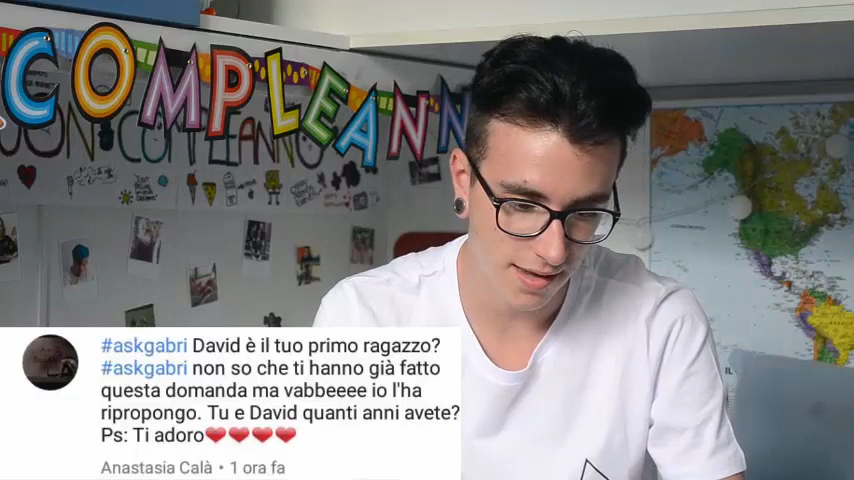 COMPLEANN
UON COMPLEANNO
#askgabri David è il tuo primo ragazzo?
#askgabri non so che ti hanno già fatto
questa domanda ma vabbeeee io l'ha
ripropongo. Tu e David quanti anni avete?
Ps: Ti adoro❤❤❤❤
Anastasia Calà • 1 ora fa